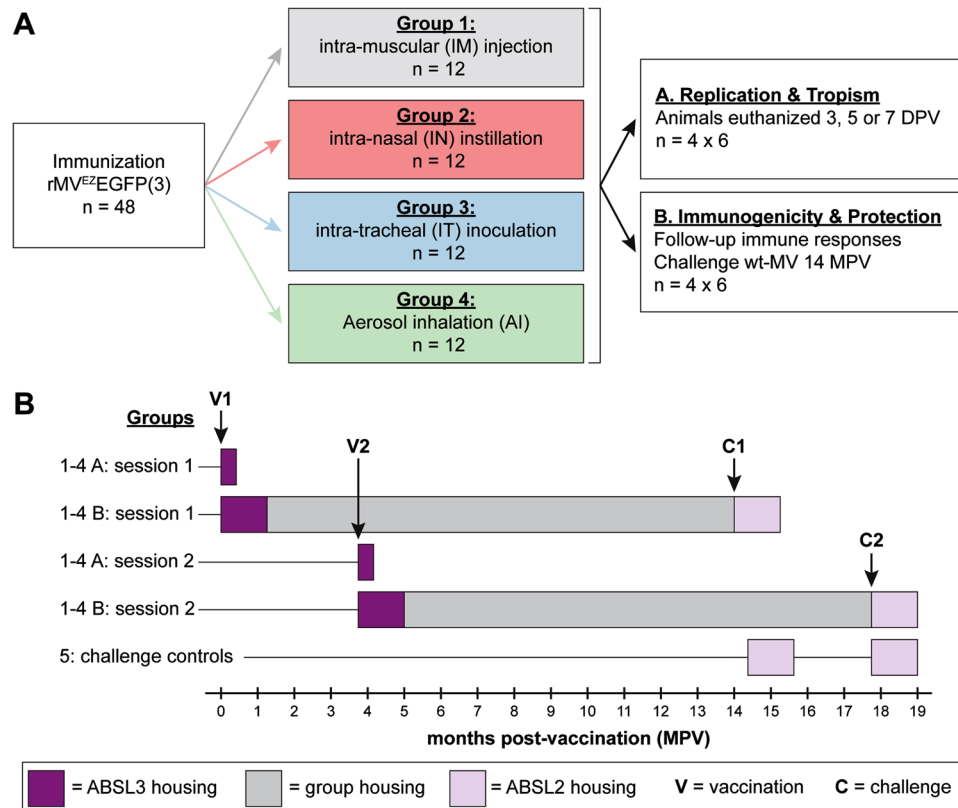 A
Immunization
rMV^EZEGFP(3)
n = 48
Group 1:
intra-muscular (IM) injection
n = 12
Group 2:
intra-nasal (IN) instillation
n = 12
Group 3:
intra-tracheal (IT) inoculation
n = 12
Group 4:
Aerosol inhalation (AI)
n = 12
A. Replication & Tropism
Animals euthanized 3, 5 or 7 DPV
n = 4 x 6
B. Immunogenicity & Protection
Follow-up immune responses
Challenge wt-MV 14 MPV
n = 4 x 6
B
Groups
V1
V2
C1
C2
1-4 A: session 1
1-4 B: session 1
1-4 A: session 2
1-4 B: session 2
5: challenge controls
0 1 2 3 4 5 6 7 8 9 10 11 12 13 14 15 16 17 18 19
months post-vaccination (MPV)
= ABSL3 housing = group housing = ABSL2 housing V = vaccination C = challenge